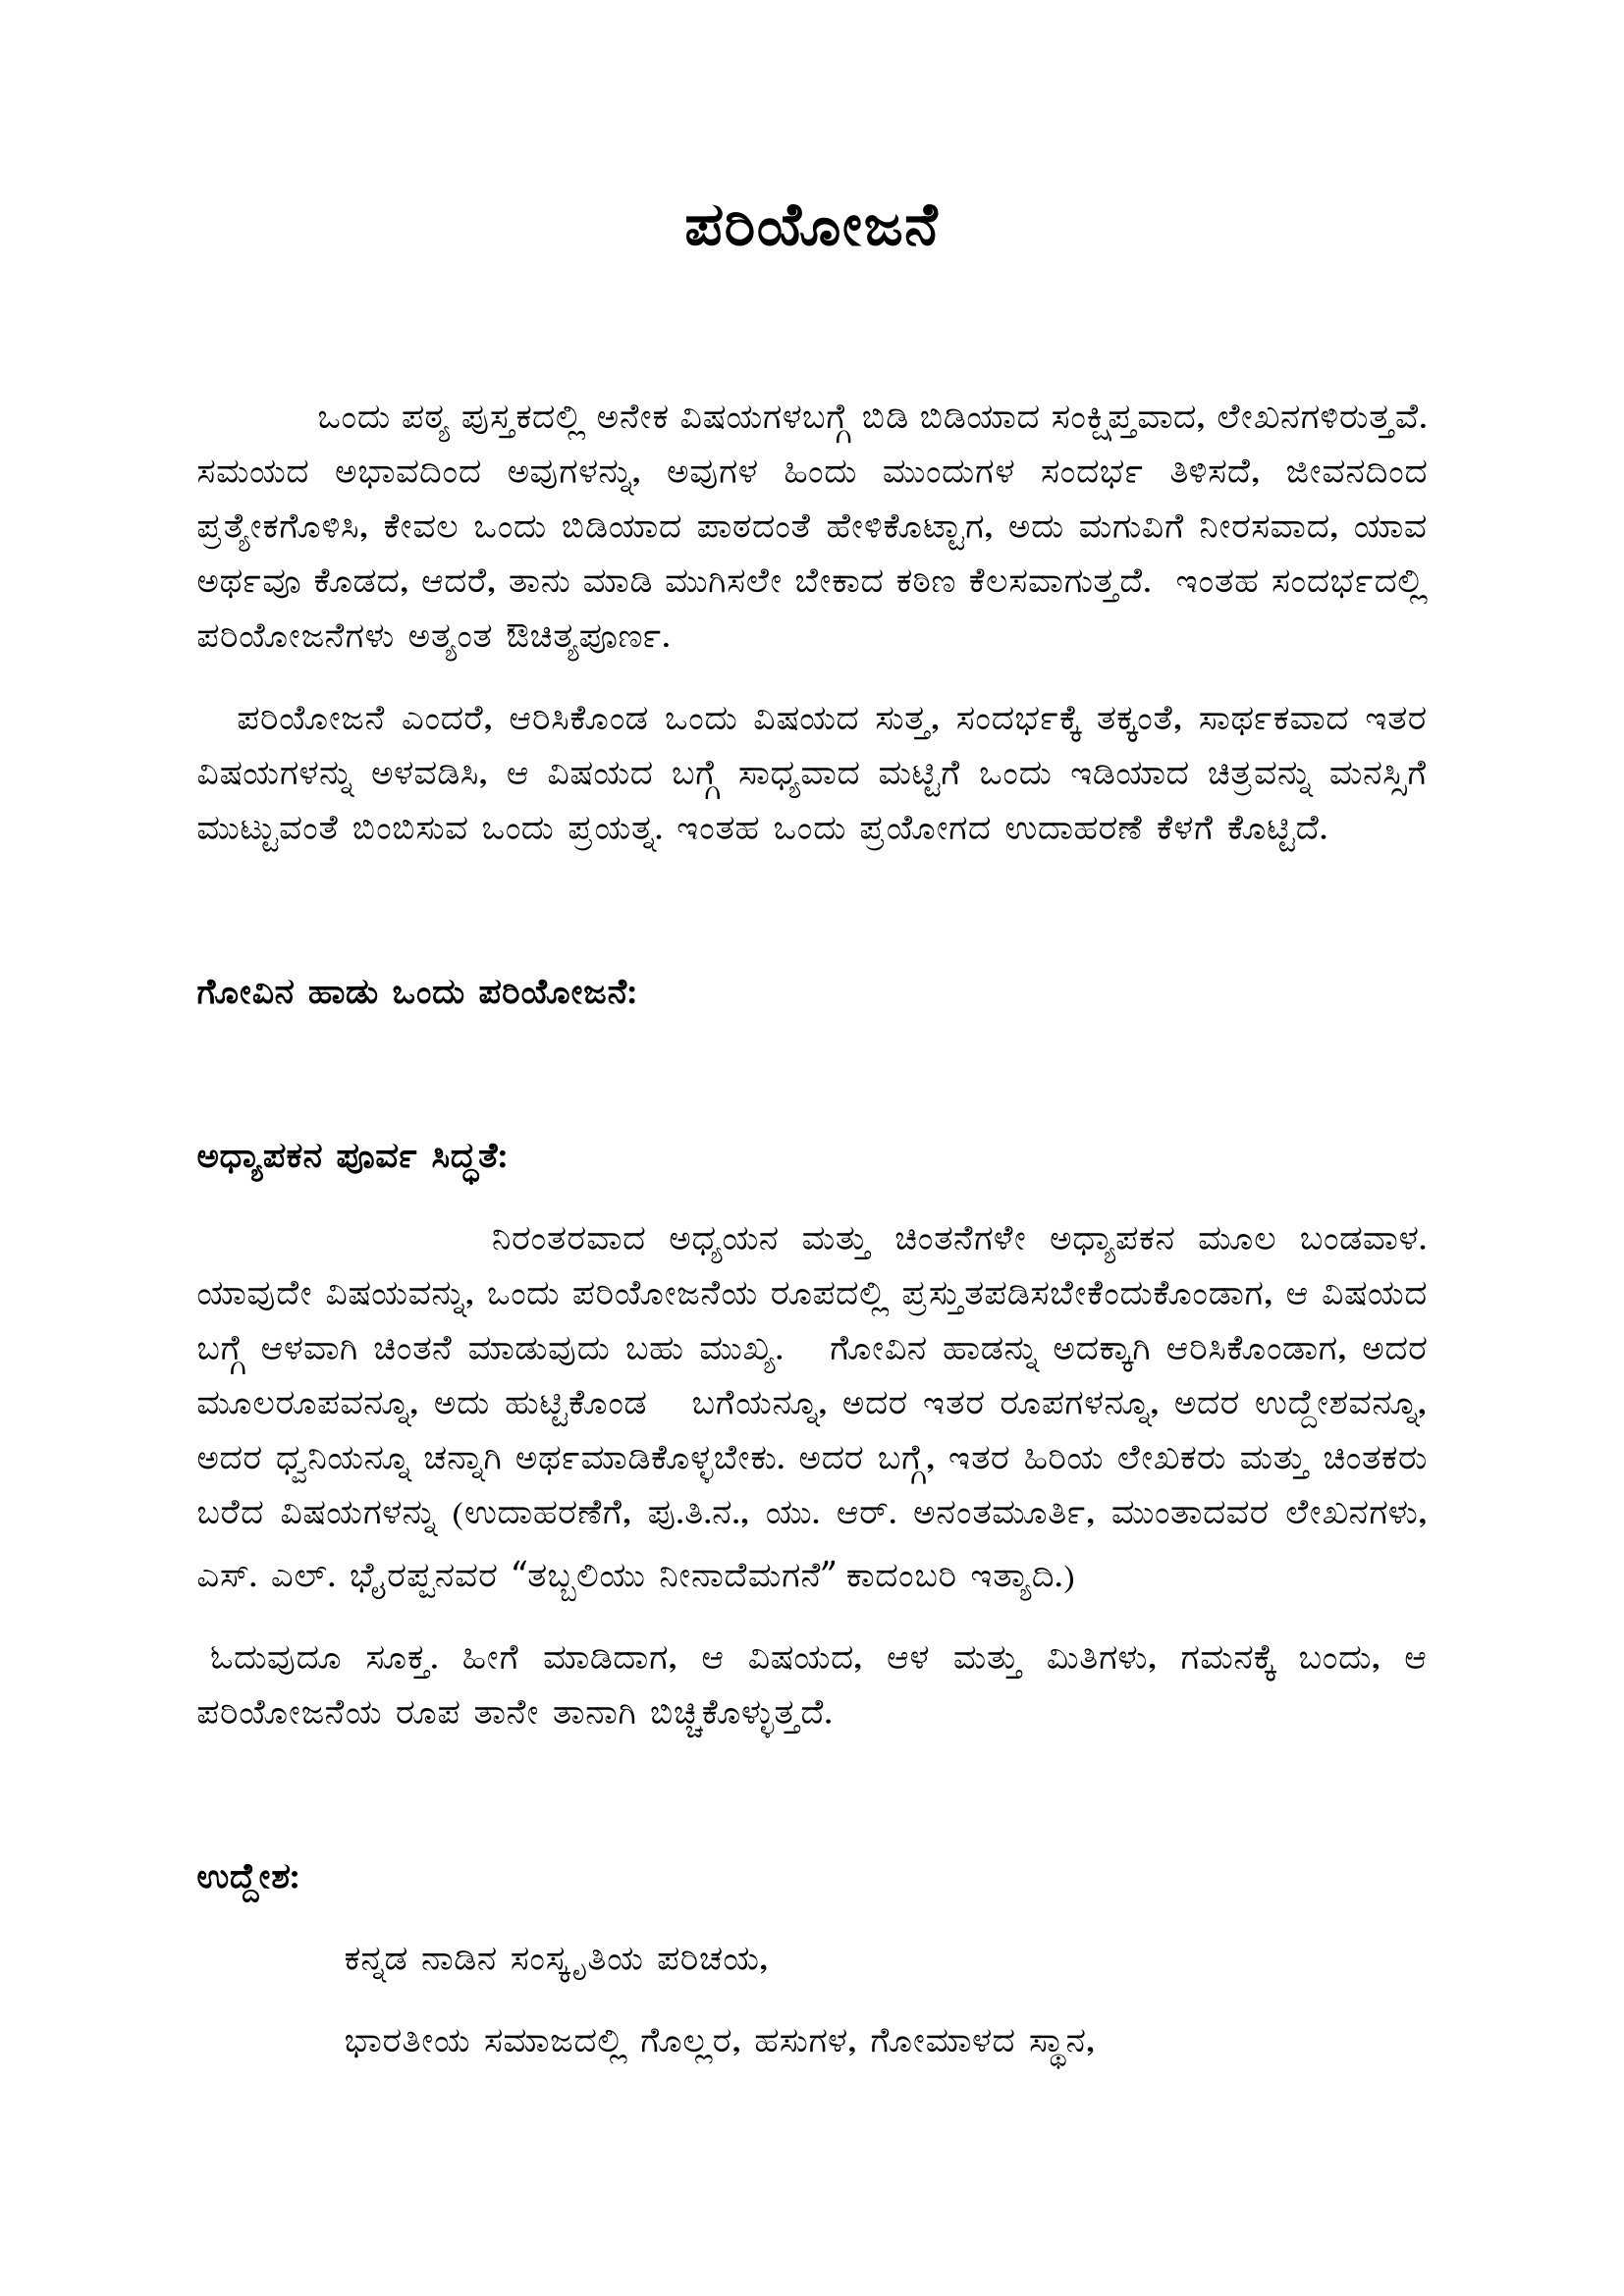 ಪರಿಯೋಜನೆ
ಒಂದು ಪಠ್ಯ ಪುಸ್ತಕದಲ್ಲಿ ಅನೇಕ ವಿಷಯಗಳಬಗ್ಗೆ ಬಿಡಿ ಬಿಡಿಯಾದ ಸಂಕ್ಷಿಪ್ತವಾದ, ಲೇಖನಗಳಿರುತ್ತವೆ.
ಸಮಯದ ಅಭಾವದಿಂದ ಅವುಗಳನ್ನು, ಅವುಗಳ ಹಿಂದು ಮುಂದುಗಳ ಸಂದರ್ಭ ತಿಳಿಸದೆ, ಜೀವನದಿಂದ
ಪ್ರತ್ಯೇಕಗೊಳಿಸಿ, ಕೇವಲ ಒಂದು ಬಿಡಿಯಾದ ಪಾಠದಂತೆ ಹೇಳಿಕೊಟ್ಟಾಗ, ಅದು ಮಗುವಿಗೆ ನೀರಸವಾದ, ಯಾವ
ಅರ್ಥವೂ ಕೊಡದ, ಆದರೆ, ತಾನು ಮಾಡಿ ಮುಗಿಸಲೇ ಬೇಕಾದ ಕಠಿಣ ಕೆಲಸವಾಗುತ್ತದೆ. ಇಂತಹ ಸಂದರ್ಭದಲ್ಲಿ
ಪರಿಯೋಜನೆಗಳು ಅತ್ಯಂತ ಔಚಿತ್ಯಪೂರ್ಣ.
ಪರಿಯೋಜನೆ ಎಂದರೆ, ಆರಿಸಿಕೊಂಡ ಒಂದು ವಿಷಯದ ಸುತ್ತ, ಸಂದರ್ಭಕ್ಕೆ ತಕ್ಕಂತೆ, ಸಾರ್ಥಕವಾದ ಇತರ
ವಿಷಯಗಳನ್ನು ಅಳವಡಿಸಿ, ಆ ವಿಷಯದ ಬಗ್ಗೆ ಸಾಧ್ಯವಾದ ಮಟ್ಟಿಗೆ ಒಂದು ಇಡಿಯಾದ ಚಿತ್ರವನ್ನು ಮನಸ್ಸಿಗೆ
ಮುಟ್ಟುವಂತೆ ಬಿಂಬಿಸುವ ಒಂದು ಪ್ರಯತ್ನ. ಇಂತಹ ಒಂದು ಪ್ರಯೋಗದ ಉದಾಹರಣೆ ಕೆಳಗೆ ಕೊಟ್ಟಿದೆ.
ಗೋವಿನ ಹಾಡು ಒಂದು ಪರಿಯೋಜನೆ:
ಅಧ್ಯಾಪಕನ ಪೂರ್ವ ಸಿದ್ಧತೆ:
ನಿರಂತರವಾದ ಅಧ್ಯಯನ ಮತ್ತು ಚಿಂತನೆಗಳೇ ಅಧ್ಯಾಪಕನ ಮೂಲ ಬಂಡವಾಳ.
ಯಾವುದೇ ವಿಷಯವನ್ನು, ಒಂದು ಪರಿಯೋಜನೆಯ ರೂಪದಲ್ಲಿ ಪ್ರಸ್ತುತಪಡಿಸಬೇಕೆಂದುಕೊಂಡಾಗ, ಆ ವಿಷಯದ
ಬಗ್ಗೆ ಆಳವಾಗಿ ಚಿಂತನೆ ಮಾಡುವುದು ಬಹು ಮುಖ್ಯ. ಗೋವಿನ ಹಾಡನ್ನು ಅದಕ್ಕಾಗಿ ಆರಿಸಿಕೊಂಡಾಗ, ಅದರ
ಮೂಲರೂಪವನ್ನೂ, ಅದು ಹುಟ್ಟಿಕೊಂಡ ಬಗೆಯನ್ನೂ, ಅದರ ಇತರ ರೂಪಗಳನ್ನೂ, ಅದರ ಉದ್ದೇಶವನ್ನೂ,
ಅದರ ಧ್ವನಿಯನ್ನೂ ಚನ್ನಾಗಿ ಅರ್ಥಮಾಡಿಕೊಳ್ಳಬೇಕು. ಅದರ ಬಗ್ಗೆ, ಇತರ ಹಿರಿಯ ಲೇಖಕರು ಮತ್ತು ಚಿಂತಕರು
ಬರೆದ ವಿಷಯಗಳನ್ನು (ಉದಾಹರಣೆಗೆ, ಪು.ತಿ.ನ., ಯು. ಆರ್. ಅನಂತಮೂರ್ತಿ, ಮುಂತಾದವರ ಲೇಖನಗಳು,
ಎಸ್. ಎಲ್. ಭೈರಪ್ಪನವರ “ತಬ್ಬಲಿಯು ನೀನಾದೆಮಗನೆ” ಕಾದಂಬರಿ ಇತ್ಯಾದಿ.)
ಓದುವುದೂ ಸೂಕ್ತ. ಹೀಗೆ ಮಾಡಿದಾಗ, ಆ ವಿಷಯದ, ಆಳ ಮತ್ತು ಮಿತಿಗಳು, ಗಮನಕ್ಕೆ ಬಂದು, ಆ
ಪರಿಯೋಜನೆಯ ರೂಪ ತಾನೇ ತಾನಾಗಿ ಬಿಚ್ಚಿಕೊಳ್ಳುತ್ತದೆ.
ಉದ್ದೇಶ:
ಕನ್ನಡ ನಾಡಿನ ಸಂಸ್ಕೃತಿಯ ಪರಿಚಯ,
ಭಾರತೀಯ ಸಮಾಜದಲ್ಲಿ ಗೊಲ್ಲರ, ಹಸುಗಳ, ಗೋಮಾಳದ ಸ್ಥಾನ,